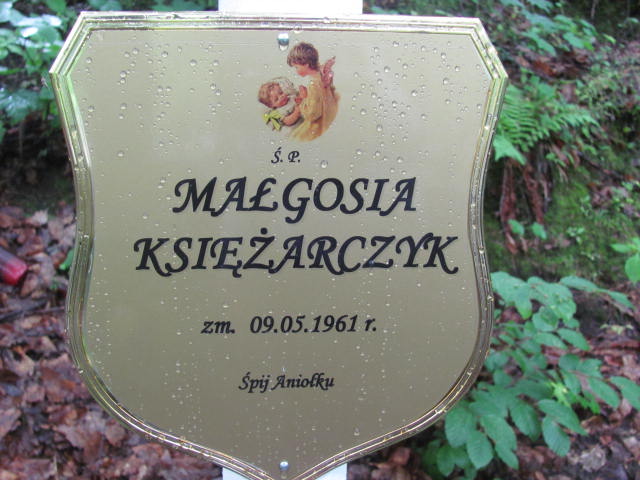 Ś. P.
MAŁGOSIA
KSIĘŻARCZYK
zm. 09.05.1961 r.
Śpij Aniołku